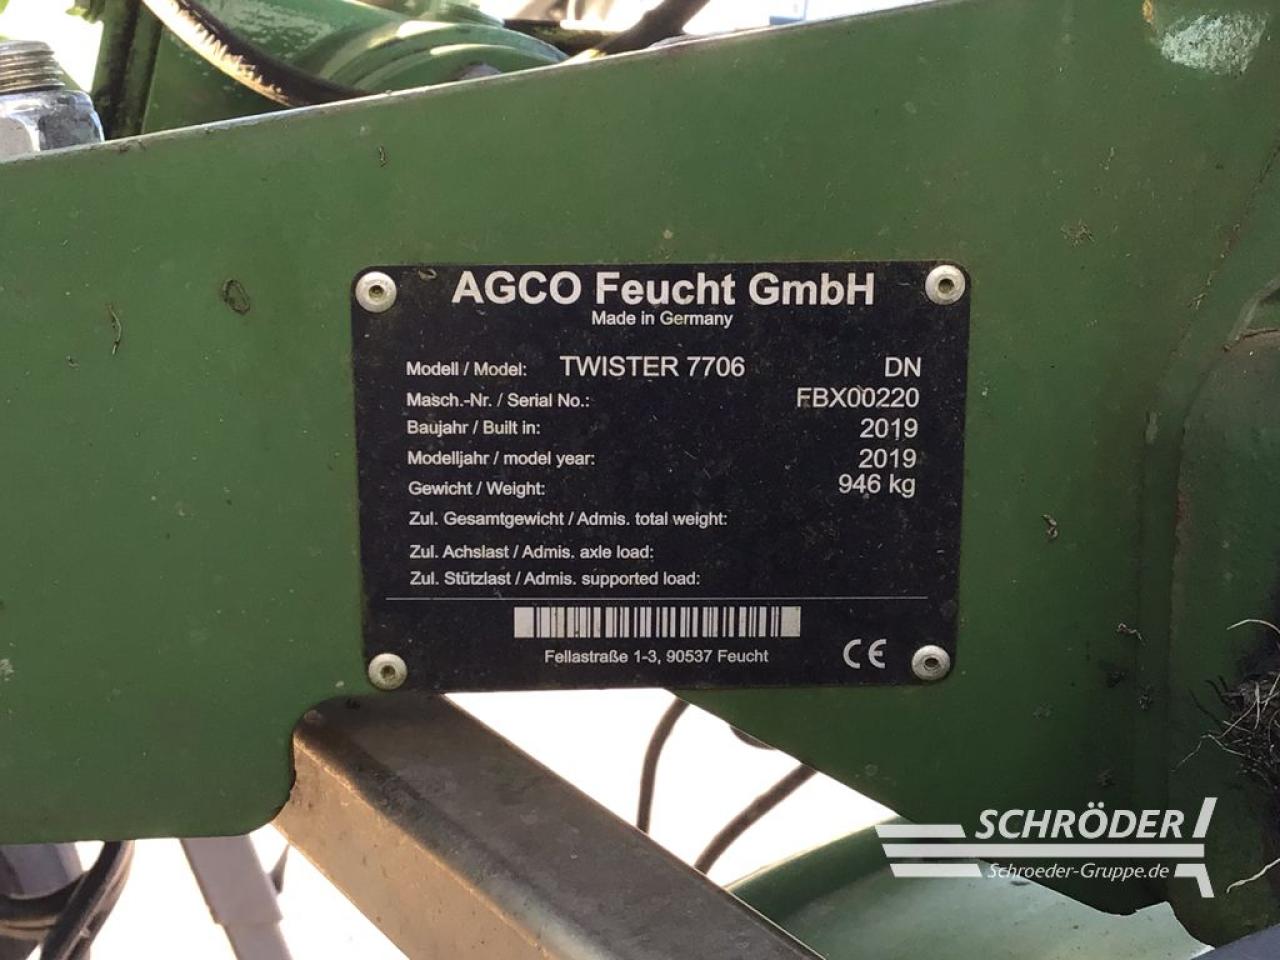 AGCO Feucht GmbH
Made in Germany
Modell / Model: TWISTER 7706 DN
Masch.-Nr. / Serial No.: FBX00220
Baujahr / Built in: 2019
Modelljahr / model year: 2019
Gewicht / Weight: 946 kg
Zul. Gesamtgewicht / Admis. total weight:
Zul. Achslast / Admis. axle load:
Zul. Stützlast / Admis. supported load:
Fellastraße 1-3, 90537 Feucht
CE
SCHRÖDER
Schroeder-Gruppe.de